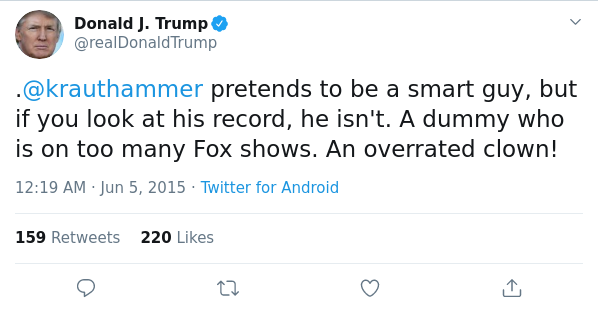 Donald J. Trump
@realDonaldTrump
.@krauthammer pretends to be a smart guy, but
if you look at his record, he isn't. A dummy who
is on too many Fox shows. An overrated clown!
12:19 AM · Jun 5, 2015 · Twitter for Android
159 Retweets 220 Likes